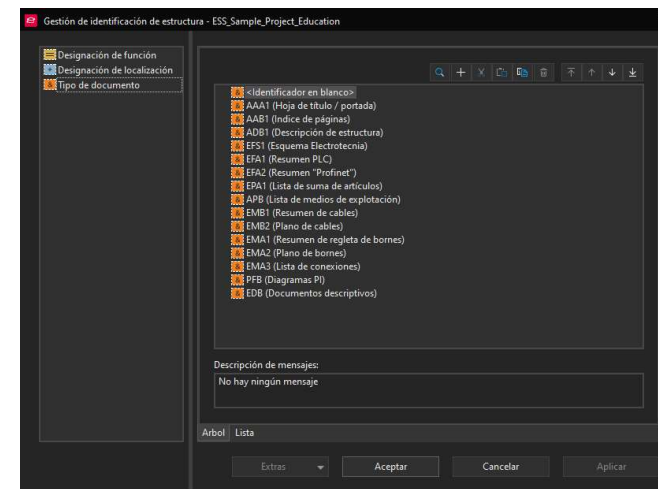 Gestión de identificación de estructura - ESS_Sample_Project_Education
Designación de función
Designación de localización
Tipo de documento
<Identificador en blanco>
AAA1 (Hoja de título / portada)
AAB1 (Indice de páginas)
ADB1 (Descripción de estructura)
EFS1 (Esquema Electrotecnia)
EFA1 (Resumen PLC)
EFA2 (Resumen "Profinet")
EPA1 (Lista de suma de artículos)
APB (Lista de medios de explotación)
EMB1 (Resumen de cables)
EMB2 (Plano de cables)
EMA1 (Resumen de regleta de bornes)
EMA2 (Plano de bornes)
EMA3 (Lista de conexiones)
PFB (Diagramas PI)
EDB (Documentos descriptivos)
Descripción de mensajes:
No hay ningún mensaje
Arbol Lista
Extras Aceptar Cancelar Aplicar